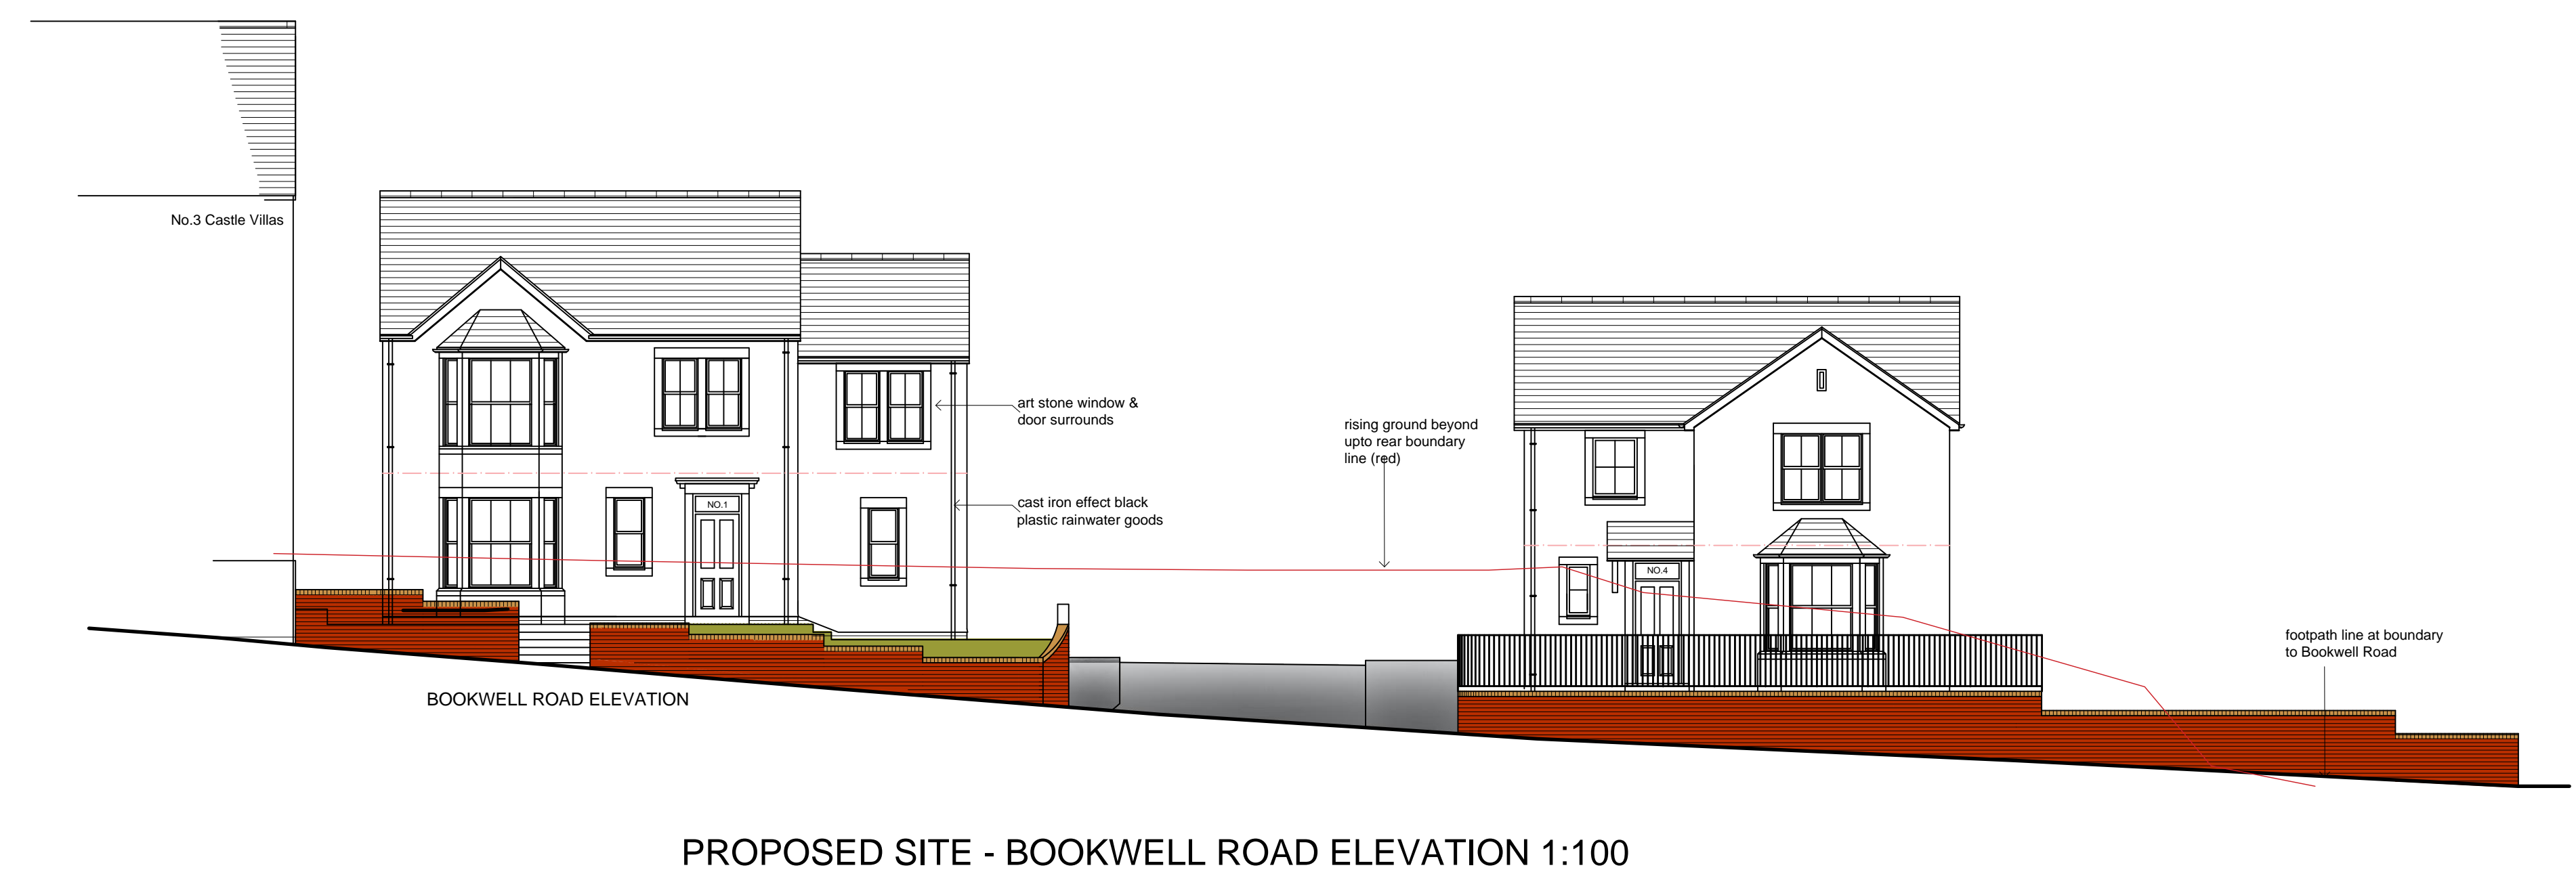 No.3 Castle Villas
art stone window &
door surrounds
rising ground beyond
upto rear boundary
line (red)
cast iron effect black
plastic rainwater goods
NO.1
NO.4
footpath line at boundary
to Bookwell Road
BOOKWELL ROAD ELEVATION
PROPOSED SITE - BOOKWELL ROAD ELEVATION 1:100